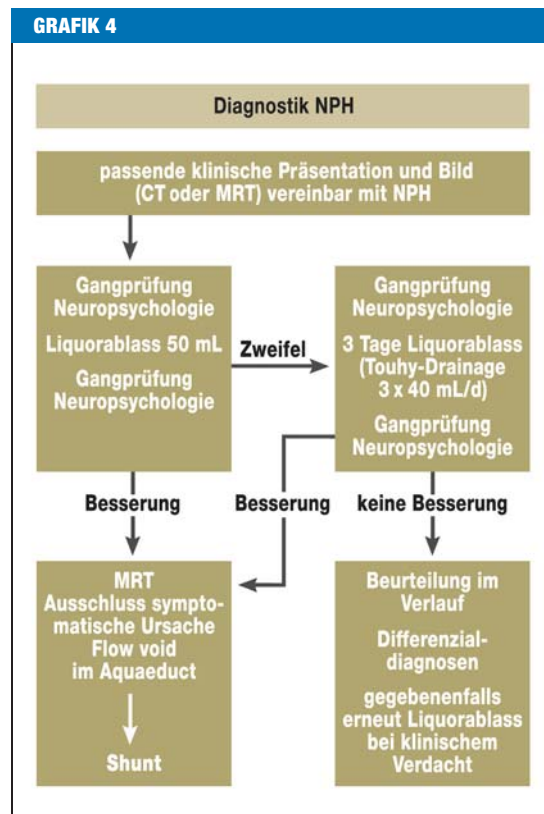 GRAFIK 4
Diagnostik NPH
passende klinische Präsentation und Bild
(CT oder MRT) vereinbar mit NPH
Gangprüfung
Neuropsychologie
Liquorablass 50 mL
Gangprüfung
Neuropsychologie
Zweifel
Gangprüfung
Neuropsychologie
3 Tage Liquorablass
(Touhy-Drainage
3 x 40 mL/d)
Gangprüfung
Neuropsychologie
Besserung
Besserung
keine Besserung
MRT
Ausschluss sympto-
matische Ursache
Flow void
im Aquaeduct
Shunt
Beurteilung im
Verlauf
Differenzial-
diagnosen
gegebenenfalls
erneut Liquorablass
bei klinischem
Verdacht